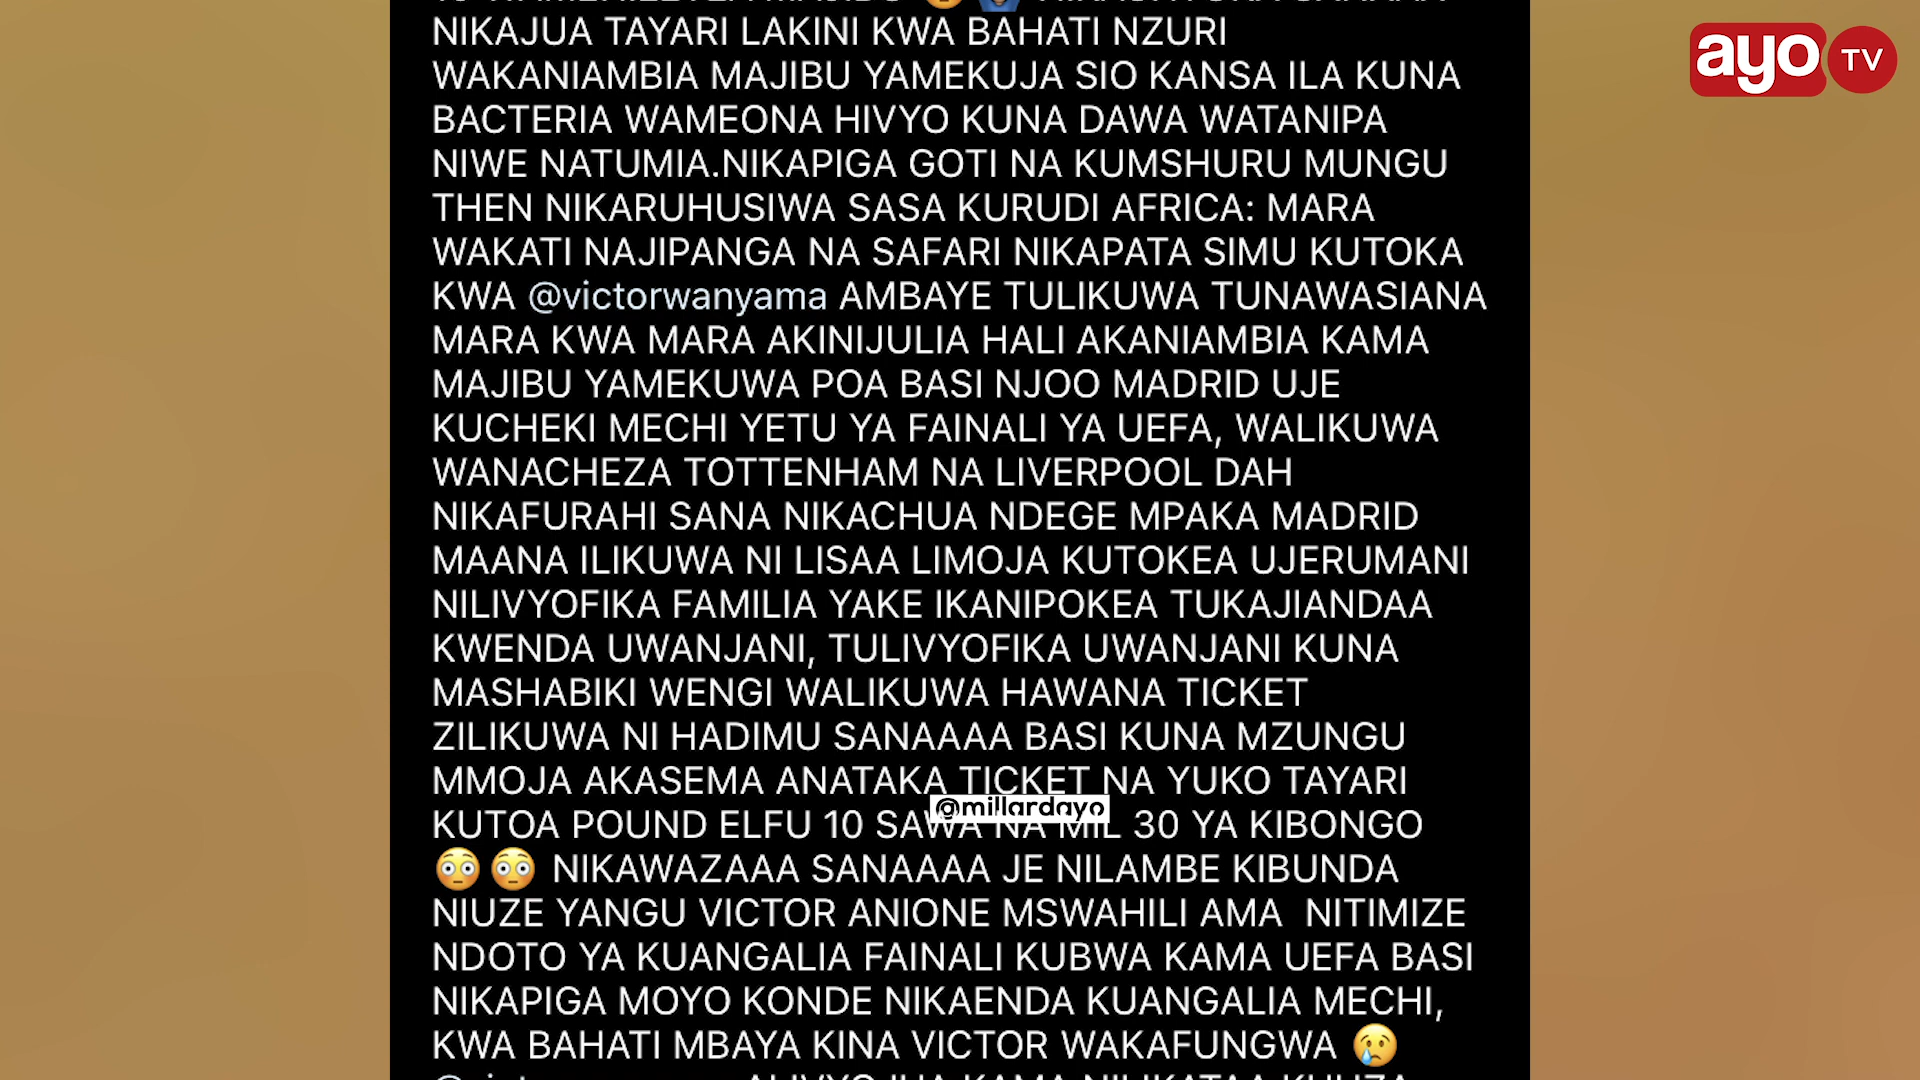 NIKAJUA TAYARI LAKINI KWA BAHATI NZURI
WAKANIAMBIA MAJIBU YAMEKUJA SIO KANSA ILA KUNA
BACTERIA WAMEONA HIVYO KUNA DAWA WATANIPA
NIWE NATUMIA.NIKAPIGA GOTI NA KUMSHURU MUNGU
THEN NIKARUHUSIWA SASA KURUDI AFRICA: MARA
WAKATI NAJIPANGA NA SAFARI NIKAPATA SIMU KUTOKA
KWA @victorwanyama AMBAYE TULIKUWA TUNAWASIANA
MARA KWA MARA AKINIJULIA HALI AKANIAMBIA KAMA
MAJIBU YAMEKUWA POA BASI NJOO MADRID UJE
KUCHEKI MECHI YETU YA FAINALI YA UEFA, WALIKUWA
WANACHEZA TOTTENHAM NA LIVERPOOL DAH
NIKAFURAHI SANA NIKACHUA NDEGE MPAKA MADRID
MAANA ILIKUWA NI LISAA LIMOJA KUTOKEA UJERUMANI
NILIVYOFIKA FAMILIA YAKE IKANIPOKEA TUKAJIANDAA
KWENDA UWANJANI, TULIVYOFIKA UWANJANI KUNA
MASHABIKI WENGI WALIKUWA HAWANA TICKET
ZILIKUWA NI HADIMU SANAAAA BASI KUNA MZUNGU
MMOJA AKASEMA ANATAKA TICKET NA YUKO TAYARI
KUTOA POUND ELFU 10 SAWA NA MIL 30 YA KIBONGO
😳😳 NIKAWAZAAA SANAAAA JE NILAMBE KIBUNDA
NIUZE YANGU VICTOR ANIONE MSWAHILI AMA NITIMIZE
NDOTO YA KUANGALIA FAINALI KUBWA KAMA UEFA BASI
NIKAPIGA MOYO KONDE NIKAENDA KUANGALIA MECHI,
KWA BAHATI MBAYA KINA VICTOR WAKAFUNGWA 😢
@millardayo
ayo TV